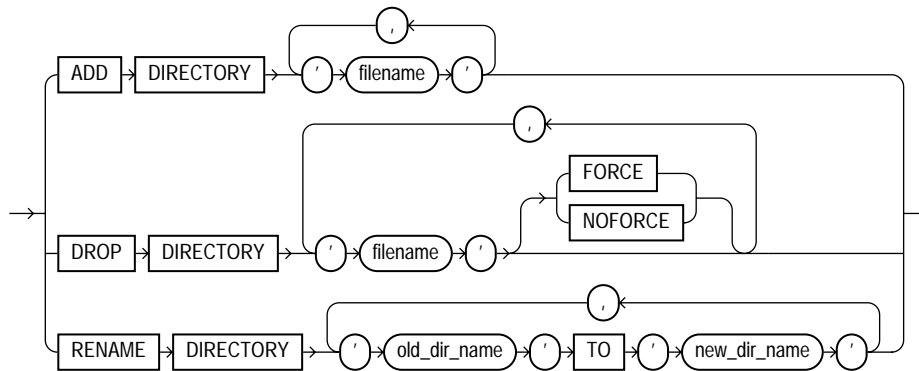 ,
ADD DIRECTORY ' filename '
,
FORCE
NOFORCE
DROP DIRECTORY ' filename '
,
RENAME DIRECTORY ' old_dir_name ' TO ' new_dir_name '